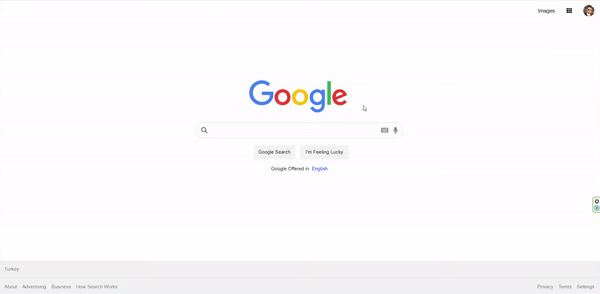 Images
Google
Google Search I'm Feeling Lucky
Google Offered in: English
Turkey
About Advertising Business How Search Works Privacy Terms Settings